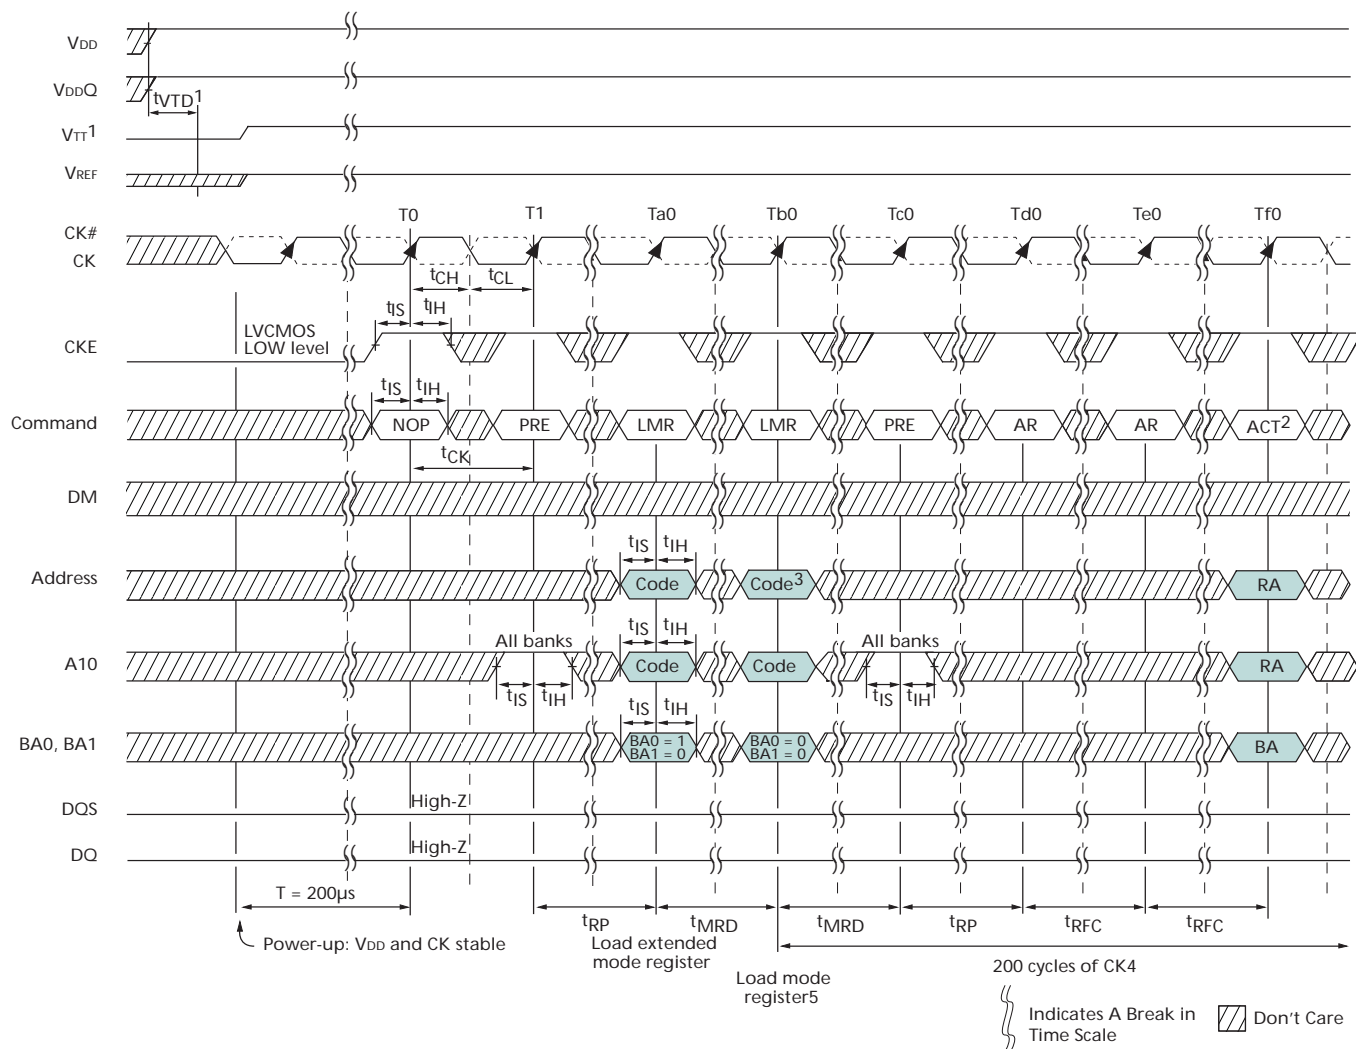 VDD
VDDQ
tVTD1
VTT1
VREF
T0 T1 Ta0 Tb0 Tc0 Td0 Te0 Tf0
CK#
CK
tCH tCL
tIS tIH
LVCMOS
LOW level
CKE
tIS tIH
Command
NOP PRE LMR LMR PRE AR AR ACT2
tCK
DM
tIS tIH
Address
Code Code3 RA
tIS tIH
All banks All banks
A10
Code Code RA
tIS tIH tIS tIH
tIS tIH
BA0, BA1
BA0 = 1 BA0 = 0
BA1 = 0 BA1 = 0
BA
DQS
High-Z
DQ
High-Z
T = 200µs
tRP tMRD tMRD tRP tRFC tRFC
Power-up: VDD and CK stable
Load extended
mode register
200 cycles of CK4
Load mode
register5
Indicates A Break in
Time Scale
Don't Care